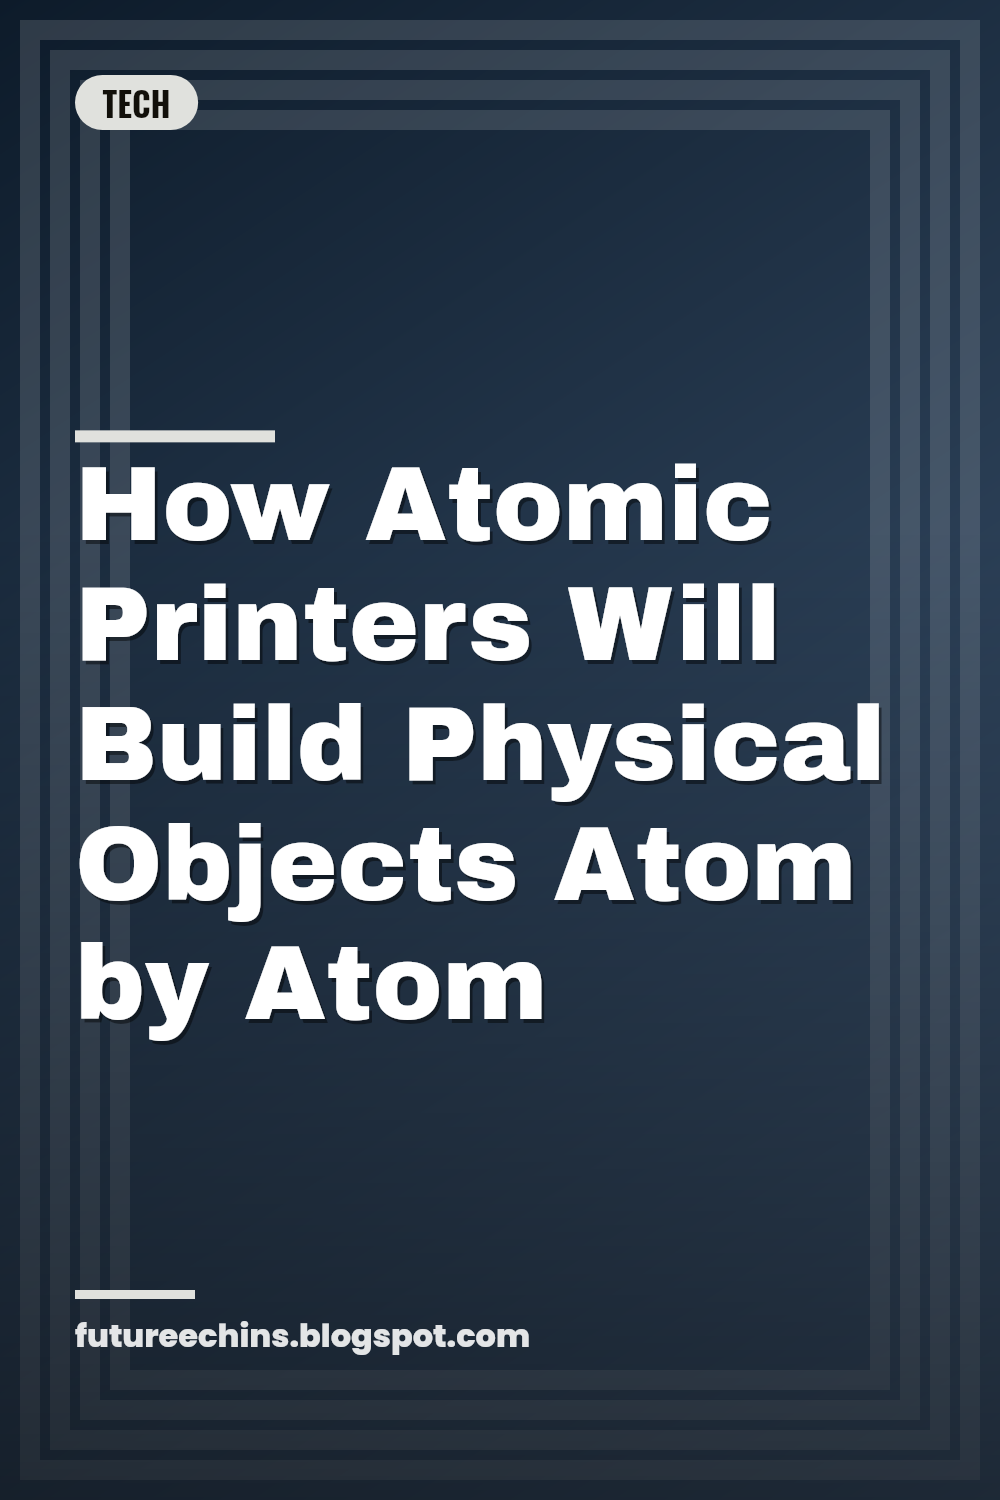 TECH
How Atomic
Printers Will
Build Physical
Objects Atom
by Atom
futureechins.blogspot.com